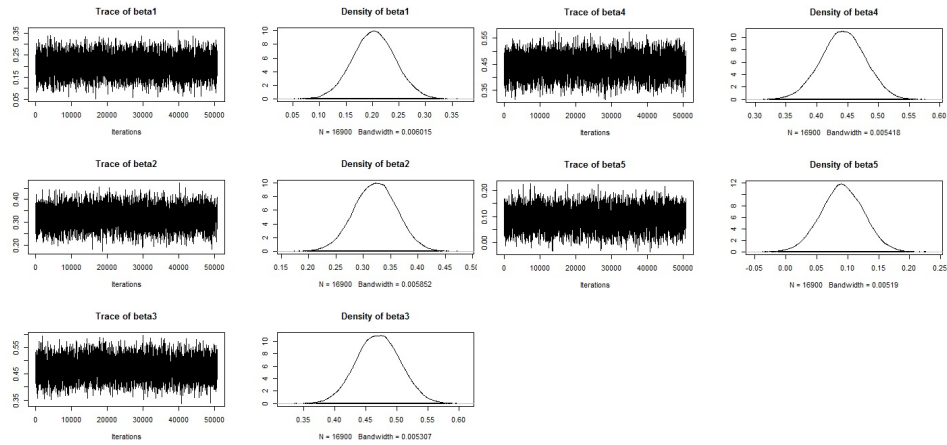 Trace of beta1
0.05 0.15 0.25 0.35
0 10000 20000 30000 40000 50000
Iterations
Density of beta1
0 2 4 6 8 10
0.05 0.10 0.15 0.20 0.25 0.30 0.35
N = 16900 Bandwidth = 0.006015
Trace of beta4
0.35 0.45 0.55
0 10000 20000 30000 40000 50000
Iterations
Density of beta4
0 2 4 6 8 10
0.30 0.35 0.40 0.45 0.50 0.55 0.60
N = 16900 Bandwidth = 0.005418
Trace of beta2
0.20 0.30 0.40
0 10000 20000 30000 40000 50000
Iterations
Density of beta2
0 2 4 6 8 10
0.15 0.20 0.25 0.30 0.35 0.40 0.45 0.50
N = 16900 Bandwidth = 0.005852
Trace of beta5
0.00 0.10 0.20
0 10000 20000 30000 40000 50000
Iterations
Density of beta5
0 2 4 6 8 12
-0.05 0.00 0.05 0.10 0.15 0.20 0.25
N = 16900 Bandwidth = 0.00519
Trace of beta3
0.35 0.45 0.55
0 10000 20000 30000 40000 50000
Iterations
Density of beta3
0 2 4 6 8 10
0.35 0.40 0.45 0.50 0.55 0.60
N = 16900 Bandwidth = 0.005307